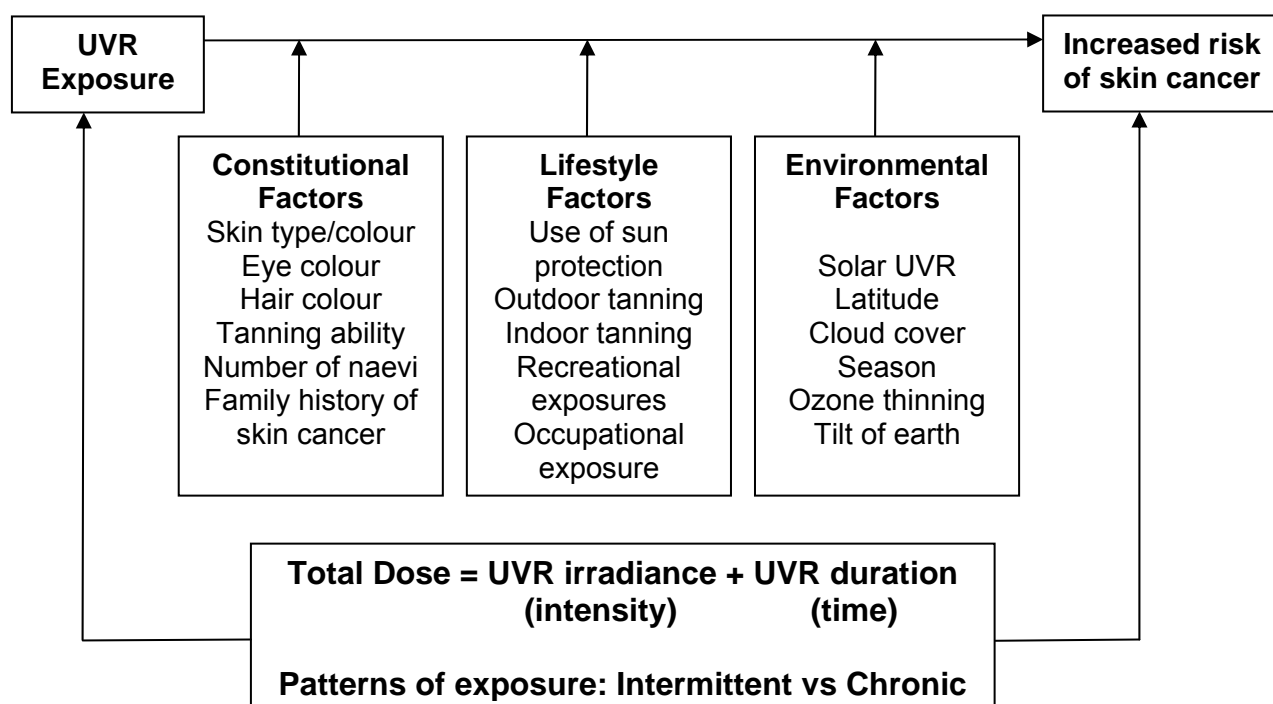 UVR
Exposure
Increased risk
of skin cancer
Constitutional
Factors
Skin type/colour
Eye colour
Hair colour
Tanning ability
Number of naevi
Family history of
skin cancer
Lifestyle
Factors
Use of sun
protection
Outdoor tanning
Indoor tanning
Recreational
exposures
Occupational
exposure
Environmental
Factors
Solar UVR
Latitude
Cloud cover
Season
Ozone thinning
Tilt of earth
Total Dose = UVR irradiance + UVR duration
(intensity) (time)
Patterns of exposure: Intermittent vs Chronic